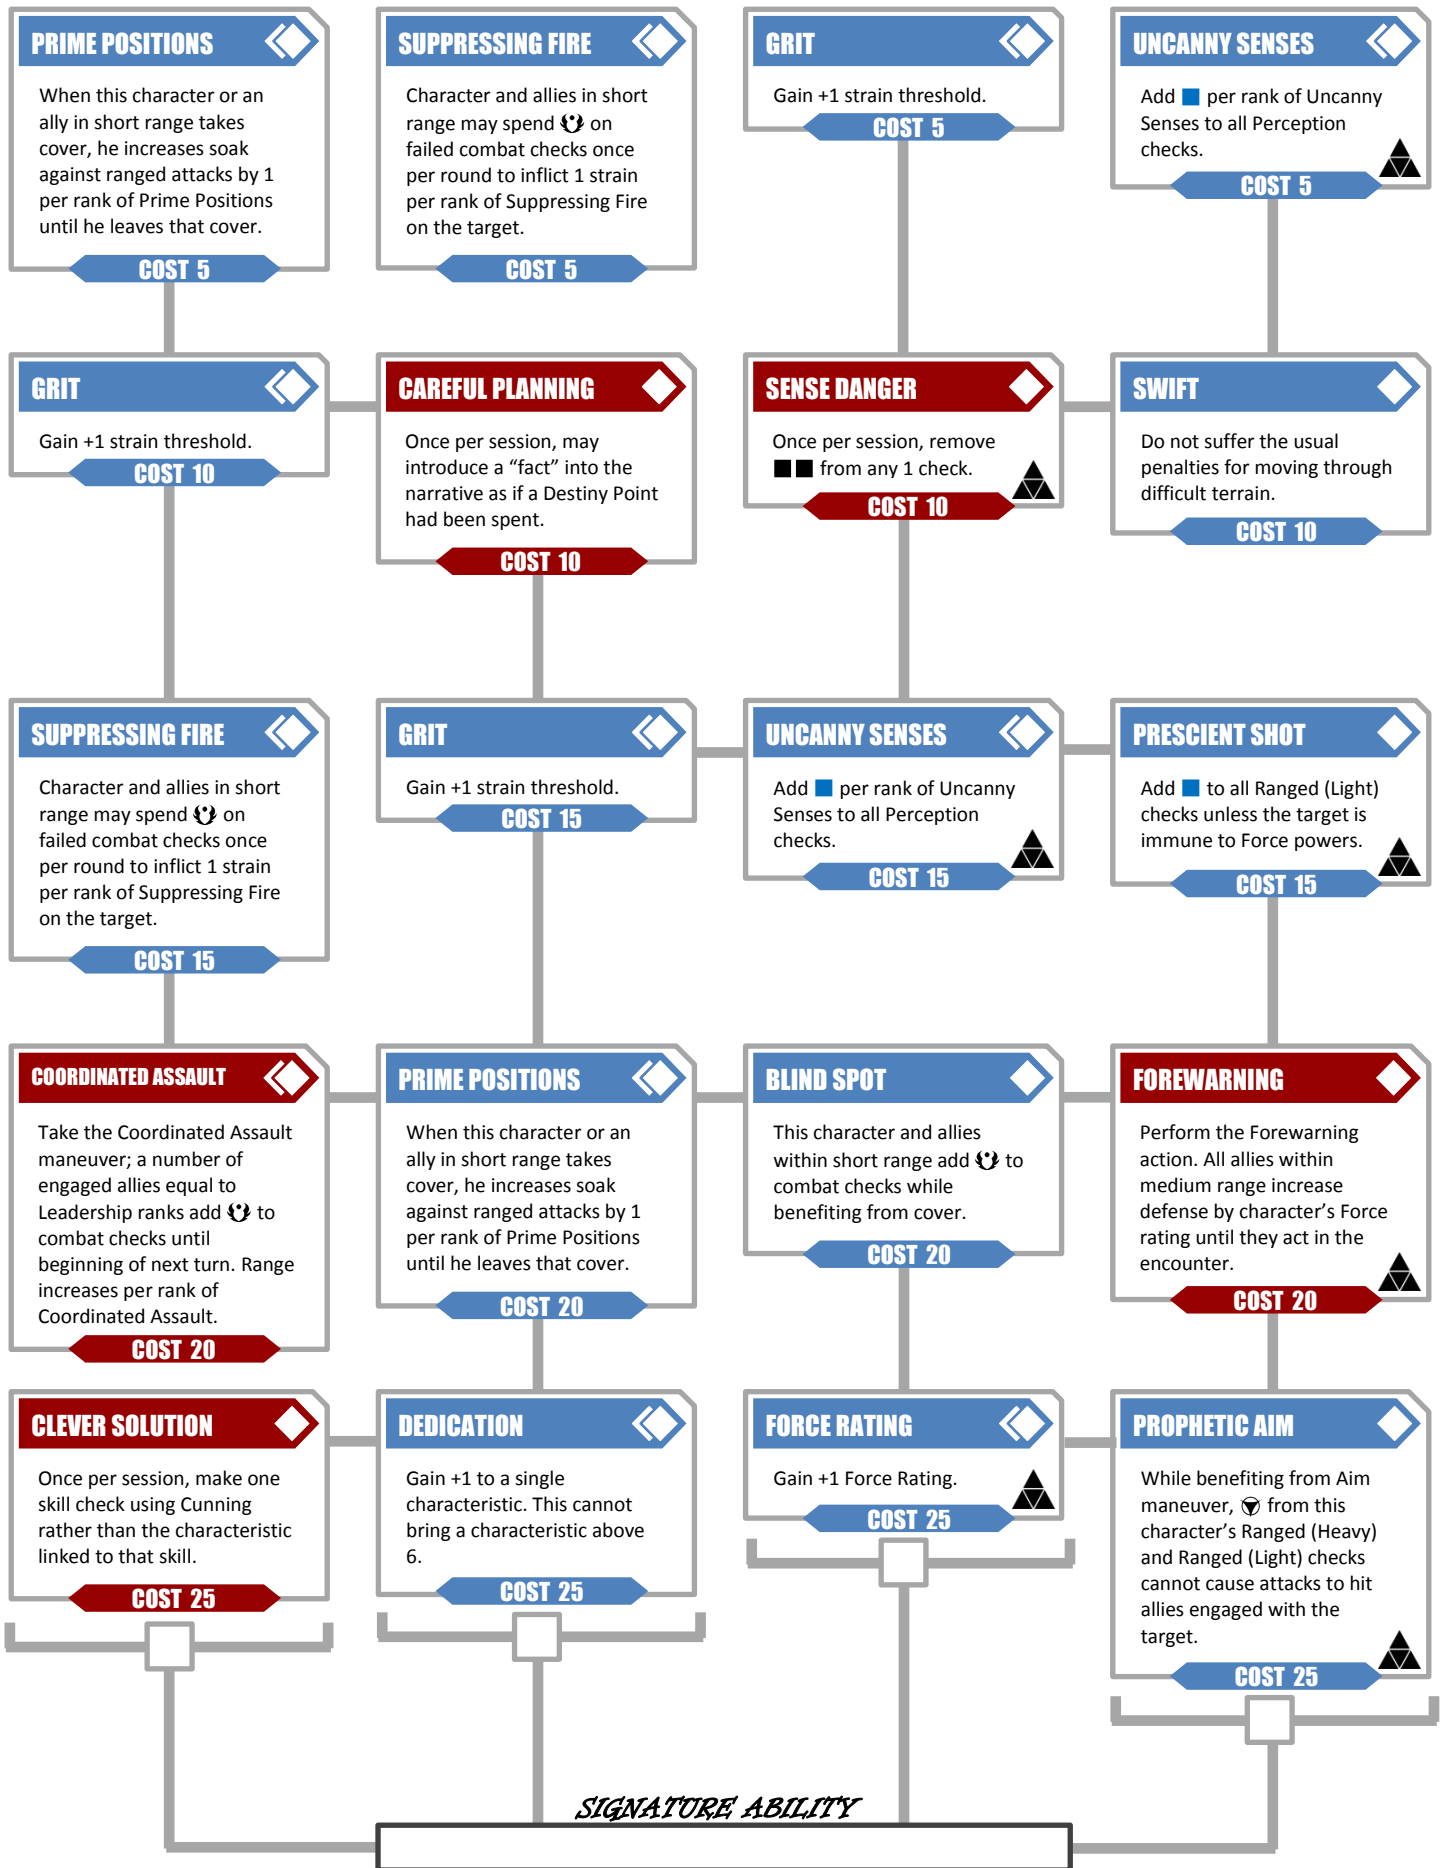 PRIME POSITIONS
When this character or an
ally in short range takes
cover, he increases soak
against ranged attacks by 1
per rank of Prime Positions
until he leaves that cover.
COST 5
SUPPRESSING FIRE
Character and allies in short
range may spend on
failed combat checks once
per round to inflict 1 strain
per rank of Suppressing Fire
on the target.
COST 5
GRIT
Gain +1 strain threshold.
COST 5
UNCANNY SENSES
Add per rank of Uncanny
Senses to all Perception
checks.
COST 5
GRIT
Gain +1 strain threshold.
COST 10
CAREFUL PLANNING
Once per session, may
introduce a “fact” into the
narrative as if a Destiny Point
had been spent.
COST 10
SENSE DANGER
Once per session, remove
from any 1 check.
COST 10
SWIFT
Do not suffer the usual
penalties for moving through
difficult terrain.
COST 10
SUPPRESSING FIRE
Character and allies in short
range may spend on
failed combat checks once
per round to inflict 1 strain
per rank of Suppressing Fire
on the target.
COST 15
GRIT
Gain +1 strain threshold.
COST 15
UNCANNY SENSES
Add per rank of Uncanny
Senses to all Perception
checks.
COST 15
PRESCIENT SHOT
Add to all Ranged (Light)
checks unless the target is
immune to Force powers.
COST 15
COORDINATED ASSAULT
Take the Coordinated Assault
maneuver; a number of
engaged allies equal to
Leadership ranks add to
combat checks until
beginning of next turn. Range
increases per rank of
Coordinated Assault.
COST 20
PRIME POSITIONS
When this character or an
ally in short range takes
cover, he increases soak
against ranged attacks by 1
per rank of Prime Positions
until he leaves that cover.
COST 20
BLIND SPOT
This character and allies
within short range add to
combat checks while
benefiting from cover.
COST 20
FOREWARNING
Perform the Forewarning
action. All allies within
medium range increase
defense by character’s Force
rating until they act in the
encounter.
COST 20
CLEVER SOLUTION
Once per session, make one
skill check using Cunning
rather than the characteristic
linked to that skill.
COST 25
DEDICATION
Gain +1 to a single
characteristic. This cannot
bring a characteristic above
6.
COST 25
FORCE RATING
Gain +1 Force Rating.
COST 25
PROPHETIC AIM
While benefiting from Aim
maneuver, from this
character’s Ranged (Heavy)
and Ranged (Light) checks
cannot cause attacks to hit
allies engaged with the
target.
COST 25
SIGNATURE ABILITY